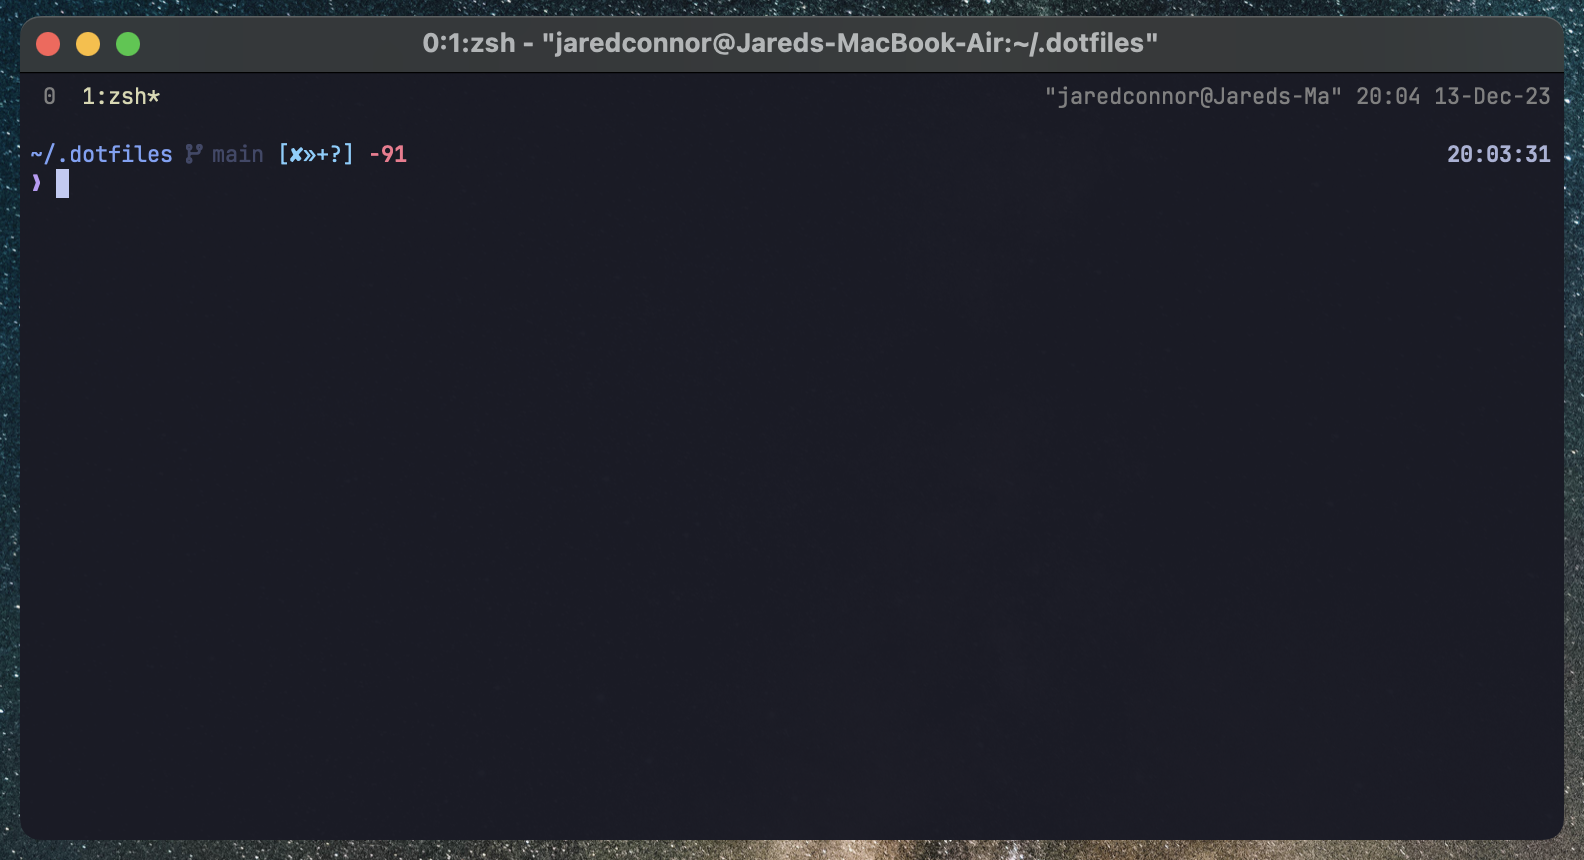 0:1:zsh - "jaredconnor@Jareds-MacBook-Air:~/.dotfiles"
0 1:zsh* "jaredconnor@Jareds-Ma" 20:04 13-Dec-23
~/.dotfiles main [✘»+?] -91 20:03:31
❯